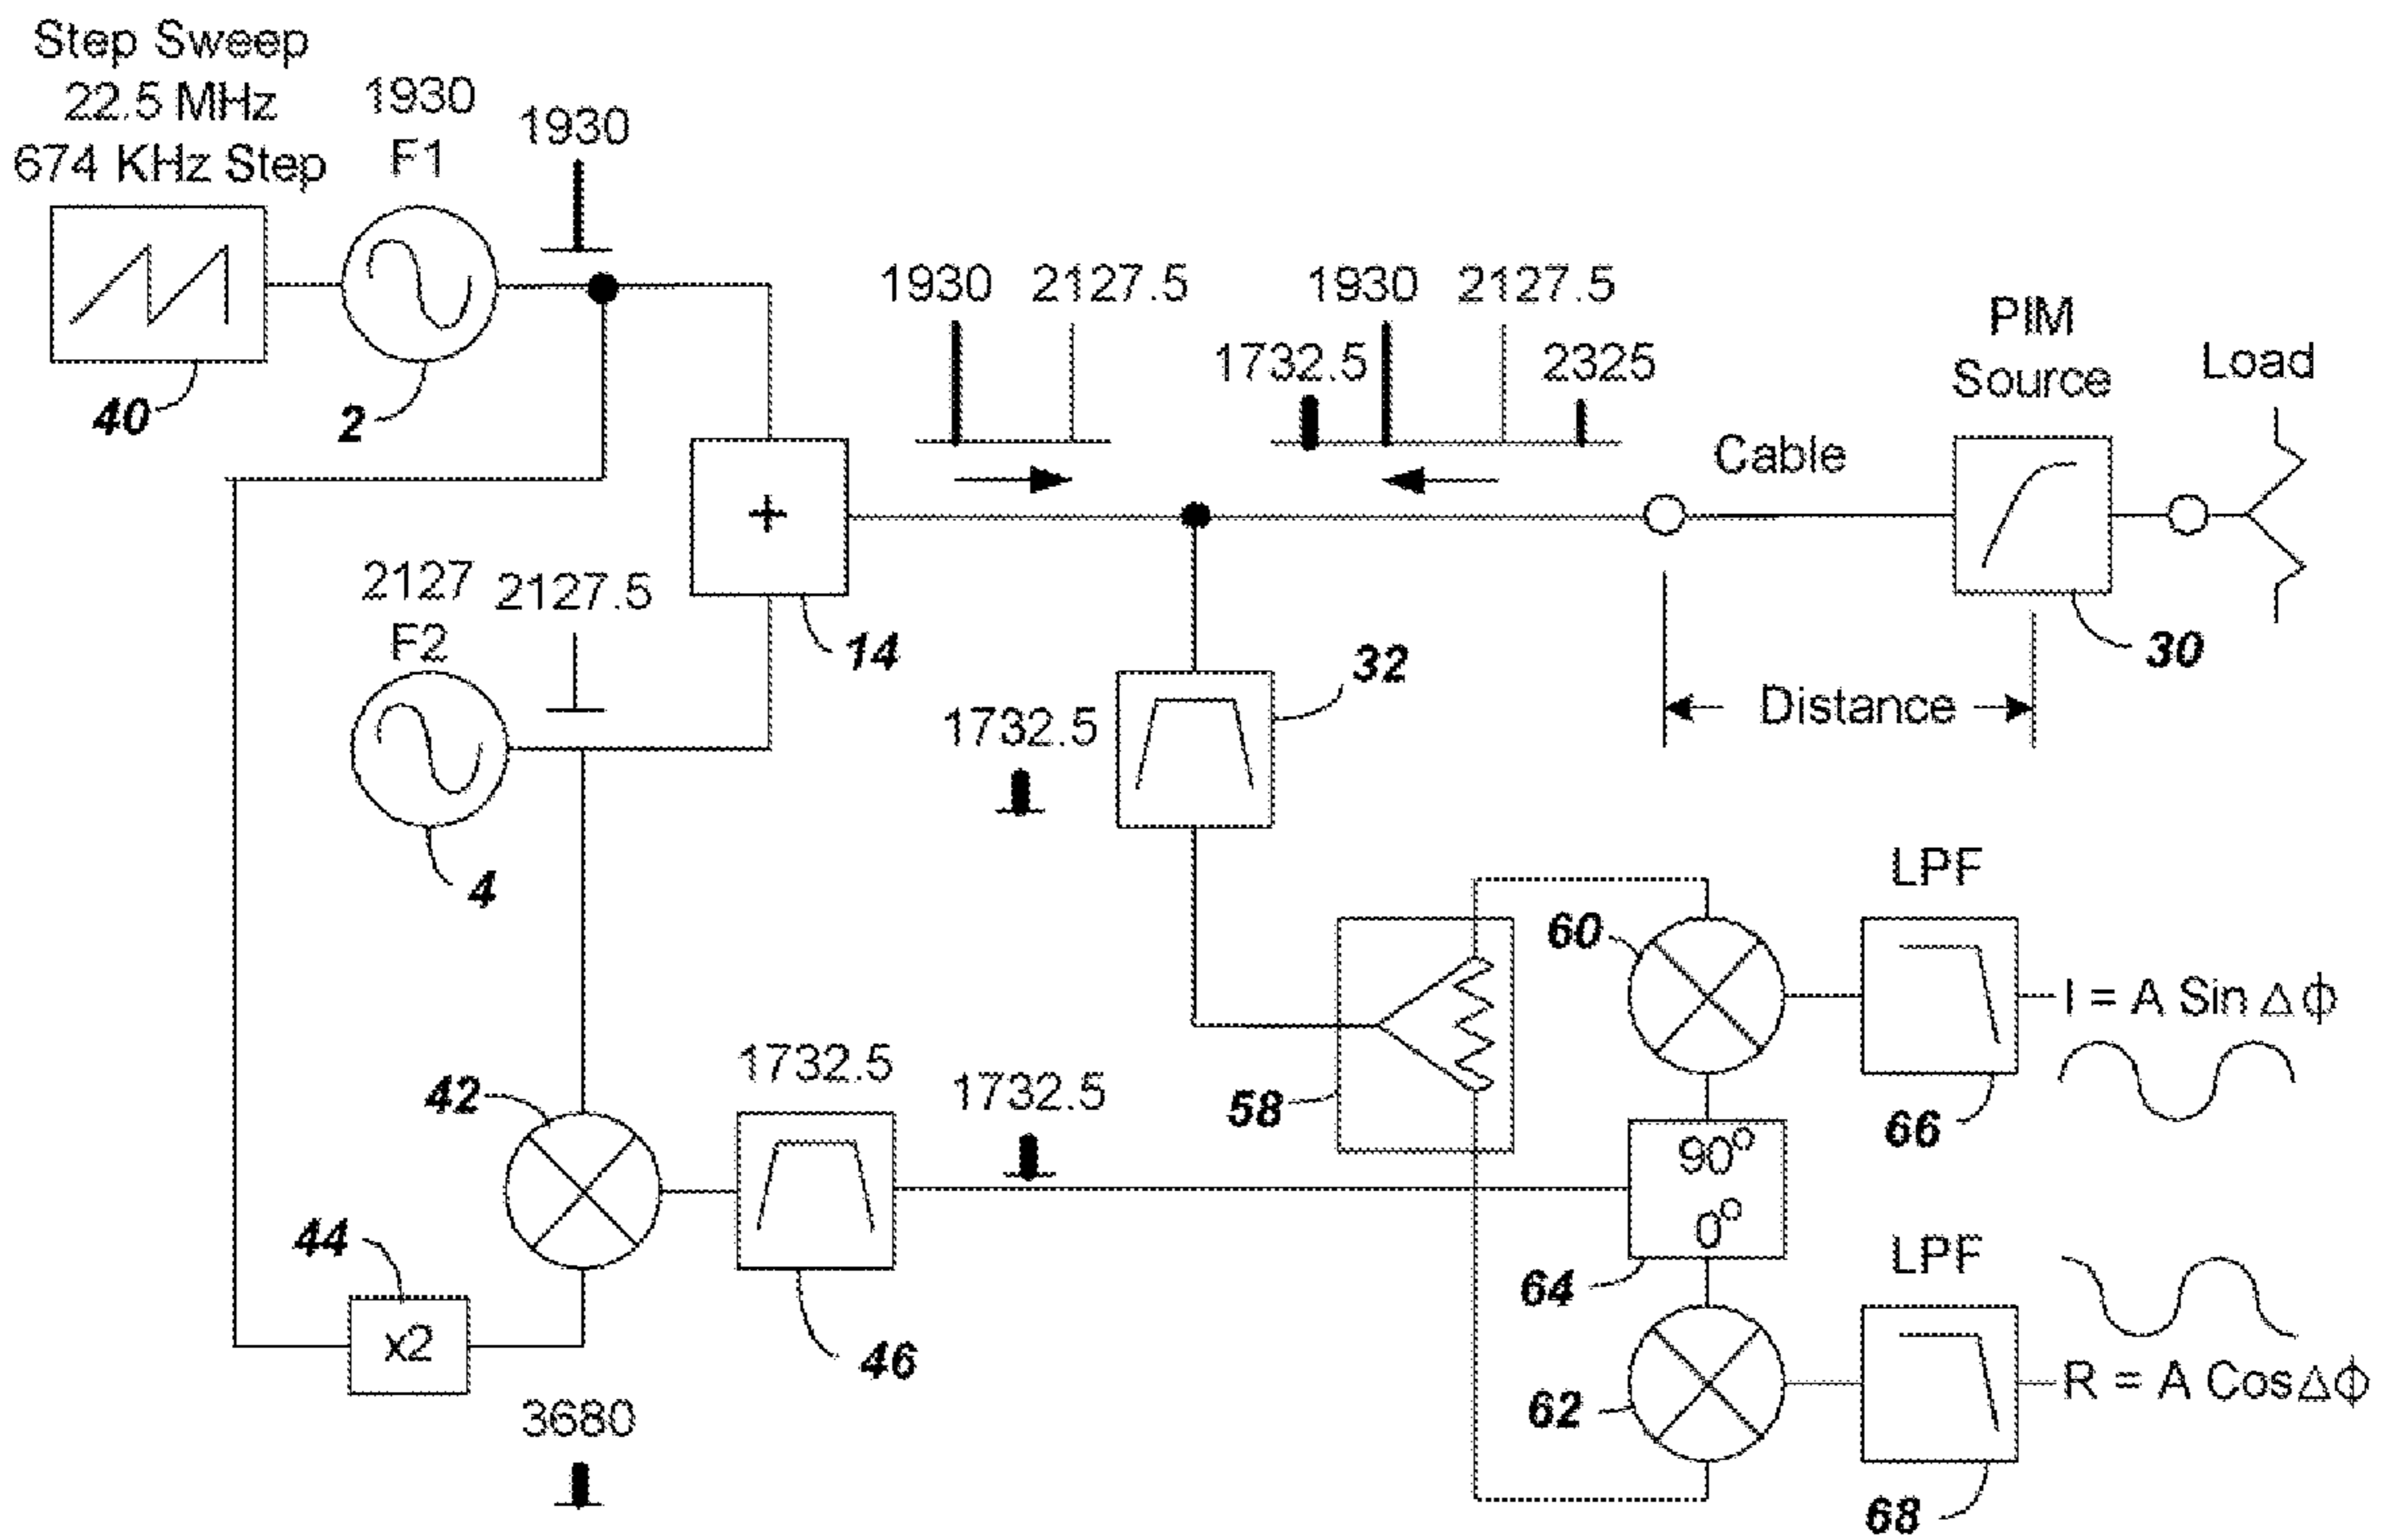 Step Sweep
22.5 MHz
674 KHz Step
1930
F1
1930
40
2
1930
2127.5
1930
2127.5
1732.5
2325
PIM
Source
Load
Cable
+
14
2127
F2
2127.5
4
32
30
Distance
1732.5
LPF
60
I = A Sin Δϕ
66
58
42
1732.5
1732.5
90°
0°
64
44
x2
46
3680
LPF
62
R = A CosΔϕ
68